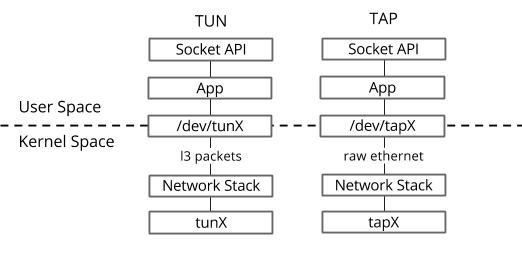 TUN
TAP
Socket API
Socket API
App
App
User Space
/dev/tunX
/dev/tapX
Kernel Space
l3 packets
raw ethernet
Network Stack
Network Stack
tunX
tapX